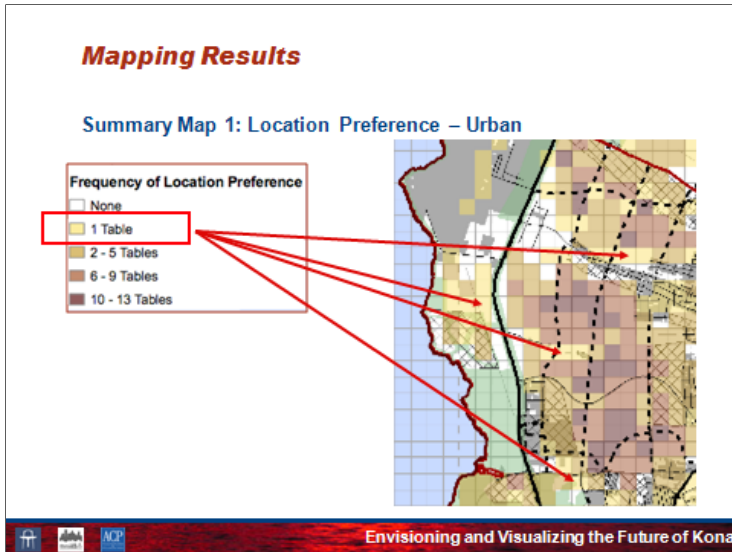 Mapping Results
Summary Map 1: Location Preference – Urban
Frequency of Location Preference
None
1 Table
2 - 5 Tables
6 - 9 Tables
10 - 13 Tables
ACP
Envisioning and Visualizing the Future of Kona